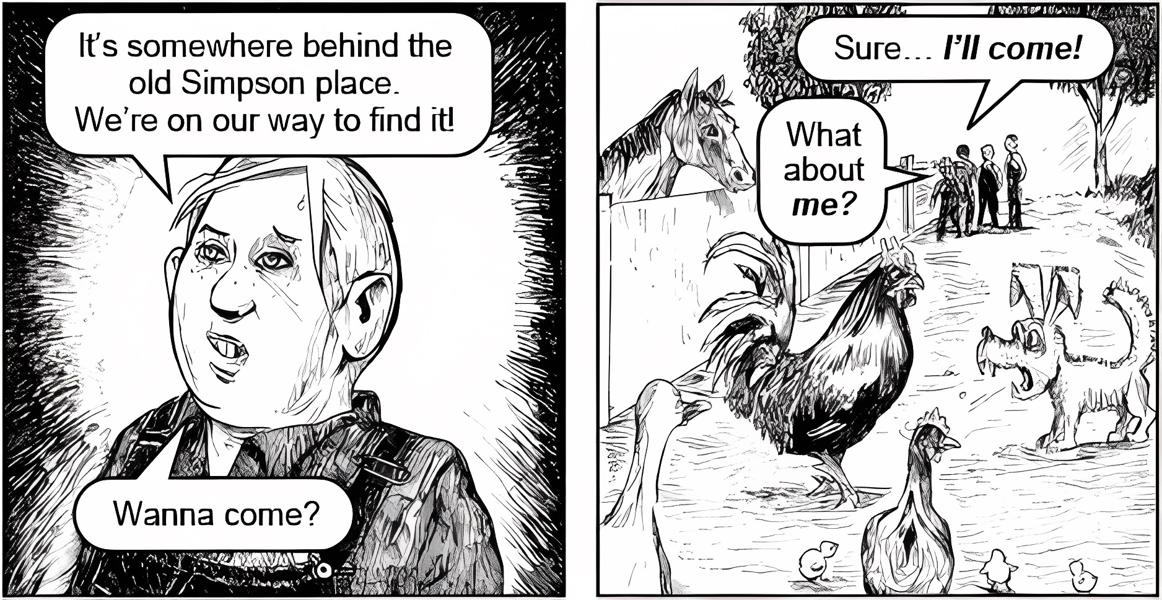 It's somewhere behind the
old Simpson place.
We're on our way to find it!
Wanna come?
Sure... I'll come!
What
about
me?